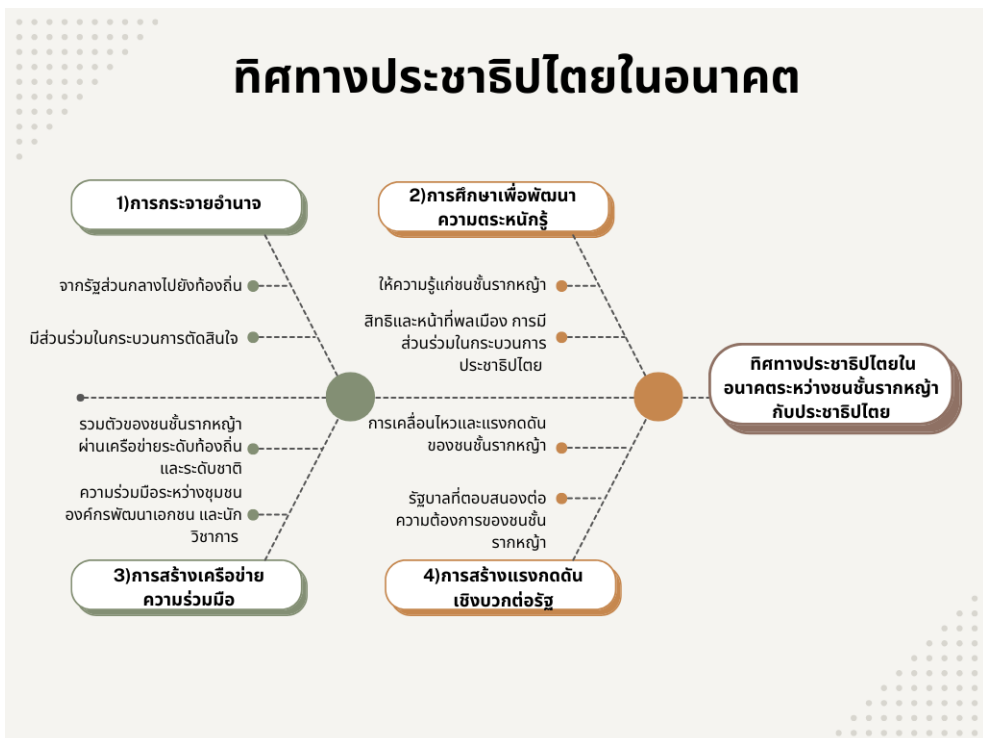 ทิศทางประชาธิปไตยในอนาคต
1)การกระจายอำนาจ
จากรัฐส่วนกลางไปยังท้องถิ่น
มีส่วนร่วมในกระบวนการตัดสินใจ
2)การศึกษาเพื่อพัฒนา
ความตระหนักรู้
ให้ความรู้แก่ชนชั้นรากหญ้า
สิทธิและหน้าที่พลเมือง การมี
ส่วนร่วมในกระบวนการ
ประชาธิปไตย
ทิศทางประชาธิปไตยใน
อนาคตระหว่างชนชั้นรากหญ้า
กับประชาธิปไตย
รวมตัวของชนชั้นรากหญ้า
ผ่านเครือข่ายระดับท้องถิ่น
และระดับชาติ
ความร่วมมือระหว่างชุมชน
องค์กรพัฒนาเอกชน และนัก
วิชาการ
3)การสร้างเครือข่าย
ความร่วมมือ
การเคลื่อนไหวและแรงกดดัน
ของชนชั้นรากหญ้า
รัฐบาลที่ตอบสนองต่อ
ความต้องการของชนชั้น
รากหญ้า
4)การสร้างแรงกดดัน
เชิงบวกต่อรัฐ